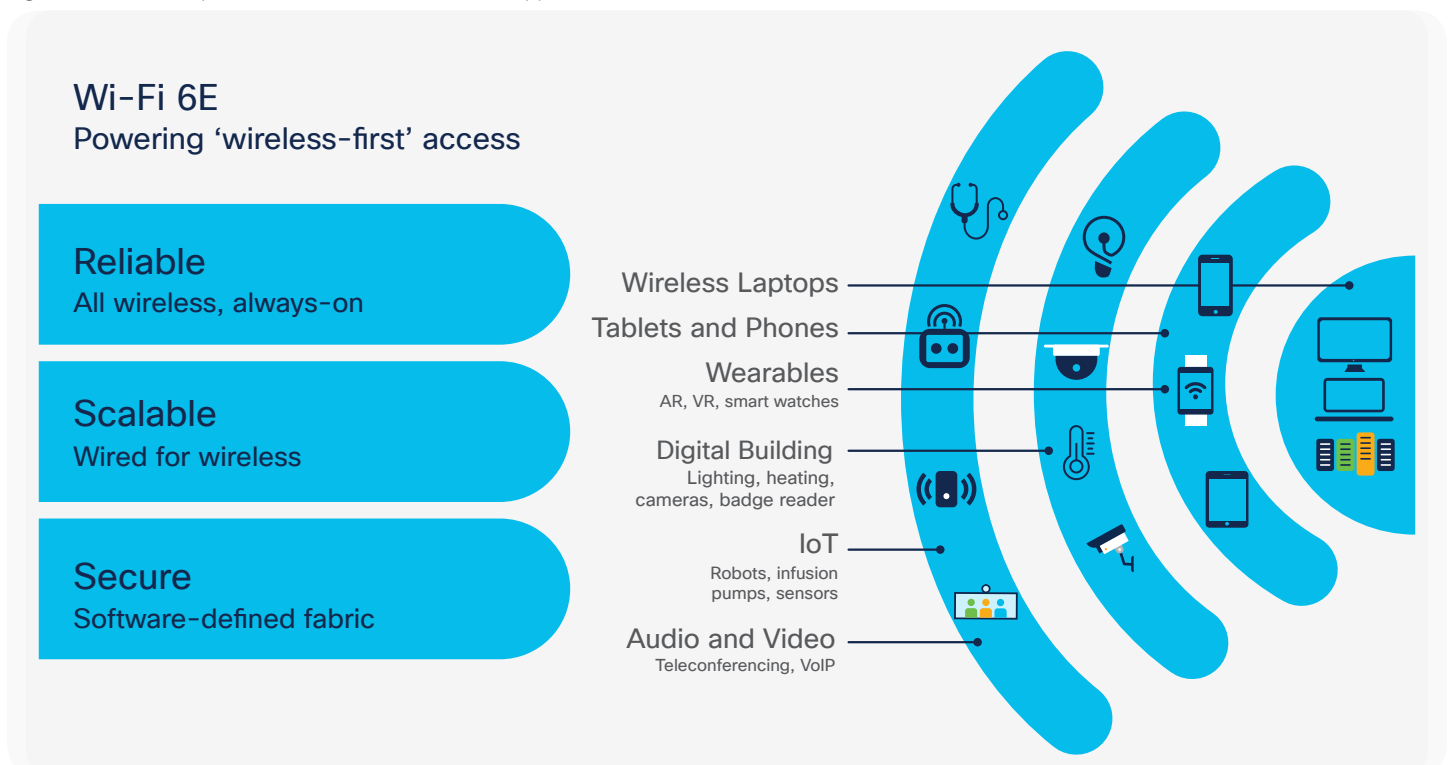 Wi-Fi 6E
Powering ‘wireless-first’ access
Reliable
All wireless, always-on
Scalable
Wired for wireless
Secure
Software-defined fabric
Wireless Laptops
Tablets and Phones
Wearables
AR, VR, smart watches
Digital Building
Lighting, heating,
cameras, badge reader
IoT
Robots, infusion
pumps, sensors
Audio and Video
Teleconferencing, VoIP